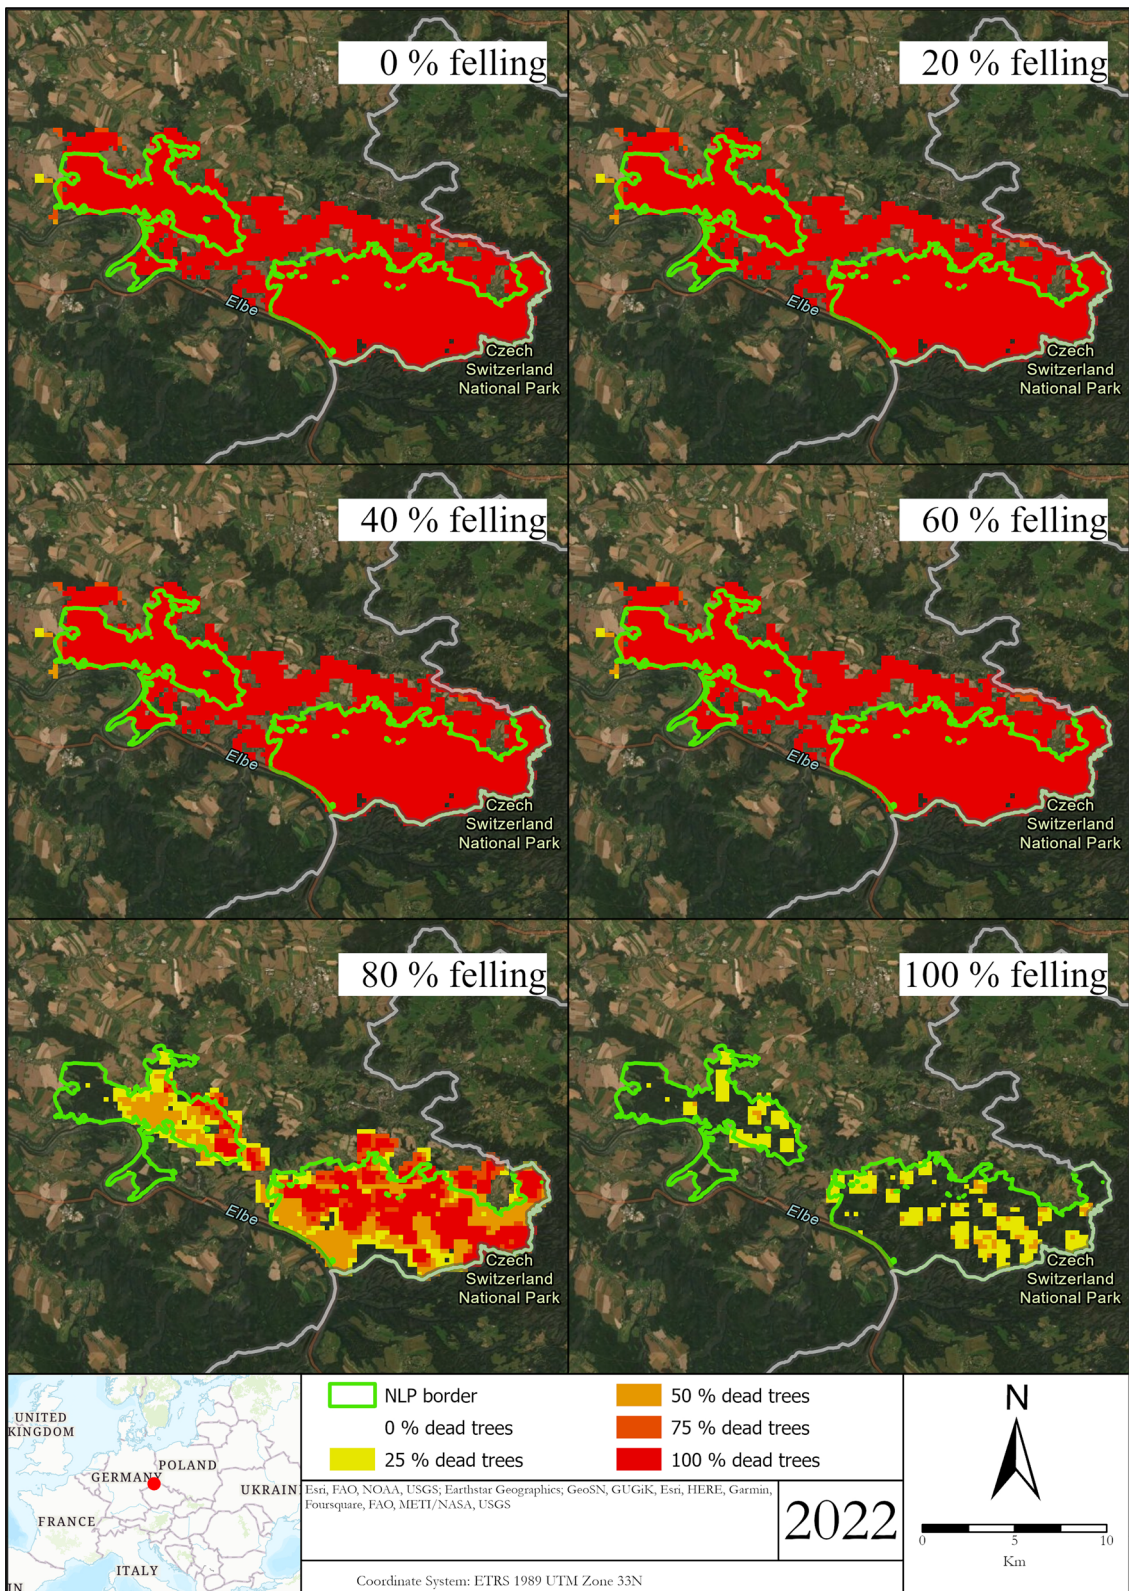 0 % felling
20 % felling
Elbe
Czech
Switzerland
National Park
Elbe
Czech
Switzerland
National Park
40 % felling
60 % felling
Elbe
Czech
Switzerland
National Park
Elbe
Czech
Switzerland
National Park
80 % felling
100 % felling
Elbe
Czech
Switzerland
National Park
Elbe
Czech
Switzerland
National Park
UNITED
KINGDOM
POLAND
GERMANY
UKRAIN
FRANCE
ITALY
IN
NLP border
0 % dead trees
25 % dead trees
50 % dead trees
75 % dead trees
100 % dead trees
Esri, FAO, NOAA, USGS; Earthstar Geographics; GeoSN, GUGiK, Esri, HERE, Garmin,
Foursquare, FAO, METI/NASA, USGS
2022
Coordinate System: ETRS 1989 UTM Zone 33N
N
0 5 10
Km